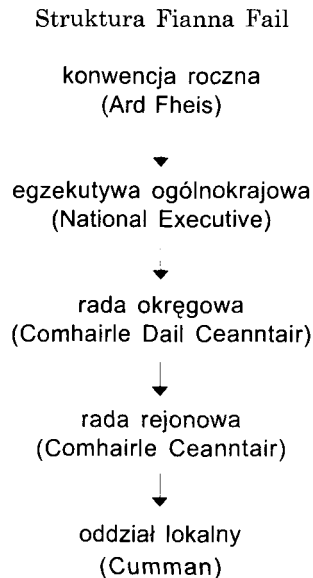 Struktura Fianna Fail
konwencja roczna
(Ard Fheis)
egzekutywa ogólnokrajowa
(National Executive)
rada okręgowa
(Comhairle Dail Ceanntair)
rada rejonowa
(Comhairle Ceanntair)
oddział lokalny
(Cumman)